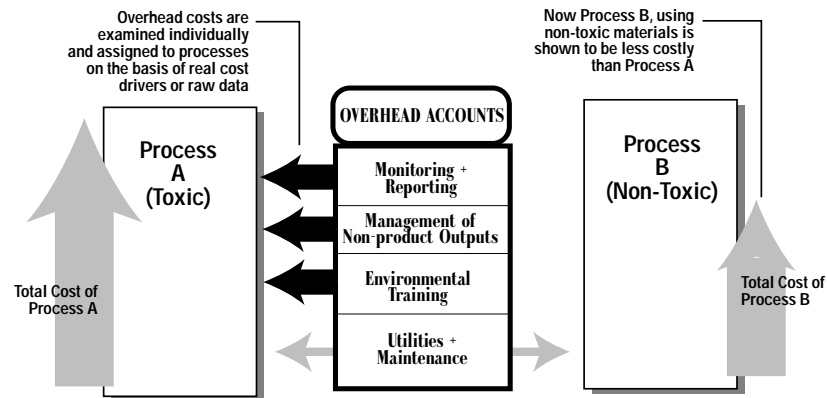 Overhead costs are
examined individually
and assigned to processes
on the basis of real cost
drivers or raw data
Now Process B, using
non-toxic materials is
shown to be less costly
than Process A
OVERHEAD ACCOUNTS
Process
A
(Toxic)
Monitoring +
Reporting
Management of
Non-product Outputs
Environmental
Training
Utilities +
Maintenance
Process
B
(Non-Toxic)
Total Cost of
Process A
Total Cost of
Process B